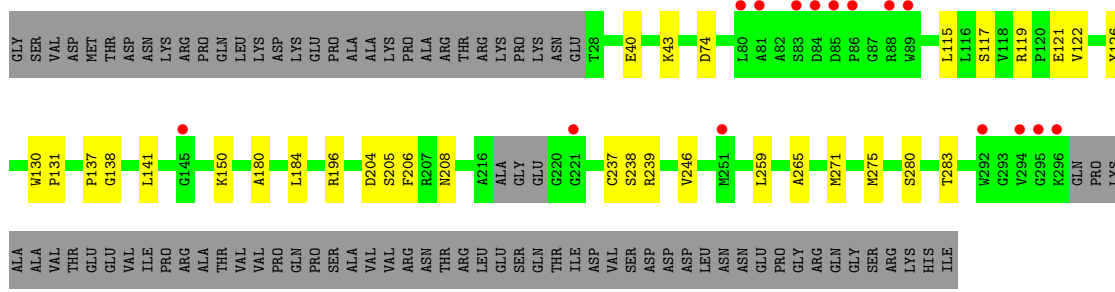 GLY SER VAL ASP MET THR ASP ASN LYS ARG PRO GLN LEU LYS ASP LYS GLU PRO ALA ALA LYS PRO ALA ARG THR ARG LYS PRO LYS ASN GLU T28 E40 K43 D74 L80 A81 A82 S83 D84 D85 P86 G87 R88 W89 L115 L116 S117 V118 R119 P120 E121 V122 Y126
W130 P131 P137 G138 L141 G145 K150 A180 L184 R196 D204 S205 F206 R207 N208 A216 ALA GLY GLU G220 G221 C237 S238 R239 V246 M251 L259 A265 M271 M275 S280 T283 W292 G293 V294 G295 K296 GLN PRO LYS
ALA ALA VAL THR GLU GLU VAL ILE PRO ARG ALA THR VAL VAL PRO GLN PRO SER ALA VAL VAL ARG ASN THR ARG LEU GLU SER GLN THR ILE ASP VAL SER ASP ASP ASP LEU ASN ASN GLU PRO GLY ARG GLN GLY SER ARG LYS HIS ILE